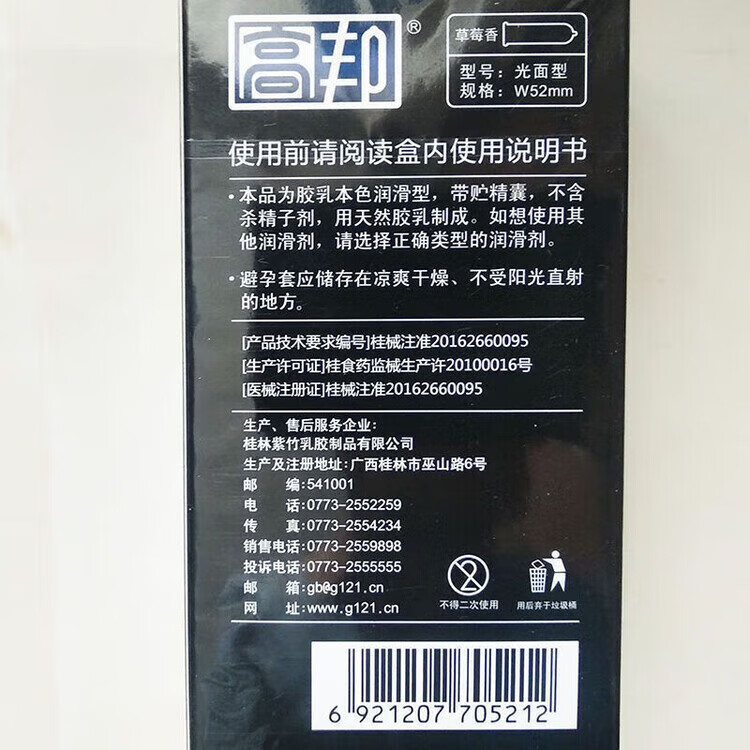 高邦®
草莓香
型号：光面型
规格：W52mm
使用前请阅读盒内使用说明书
·本品为胶乳本色润滑型，带贮精囊，不含
杀精子剂，用天然胶乳制成。如想使用其
他润滑剂，请选择正确类型的润滑剂。
·避孕套应储存在凉爽干燥、不受阳光直射
的地方。
[产品技术要求编号]桂械注准20162660095
[生产许可证]桂食药监械生产许20100016号
[医械注册证]桂械注准20162660095
生产、售后服务企业：
桂林紫竹乳胶制品有限公司
生产及注册地址：广西桂林市巫山路6号
邮 编:541001
电 话:0773-2552259
传 真:0773-2554234
销售电话:0773-2559898
投诉电话:0773-2555555
邮 箱:gb@g121.cn
网 址:www.g121.cn
不得二次使用
用后弃于垃圾桶
6 921207 705212